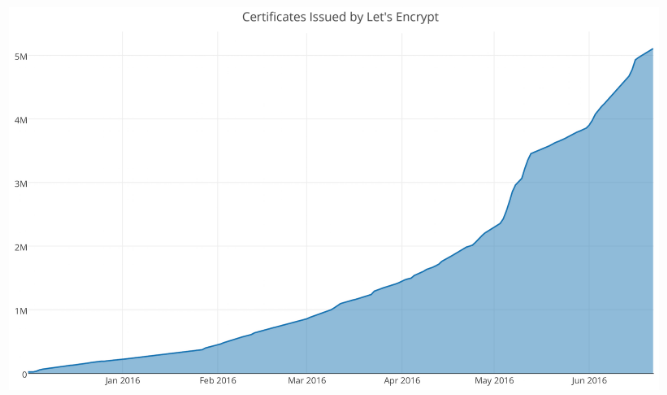 Certificates Issued by Let's Encrypt
5M
4M
3M
2M
1M
0
Jan 2016 Feb 2016 Mar 2016 Apr 2016 May 2016 Jun 2016